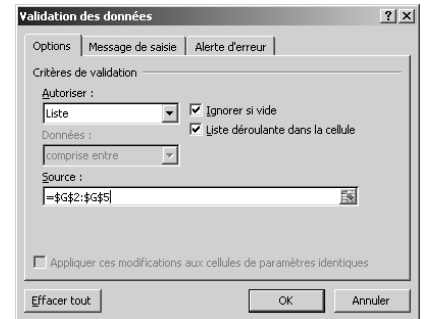 Validation des données
Options Message de saisie Alerte d'erreur
Critères de validation
Autoriser :
Liste
Ignorer si vide
Liste déroulante dans la cellule
Données :
comprise entre
Source :
=$G$2:$G$5
Appliquer ces modifications aux cellules de paramètres identiques
Effacer tout OK Annuler